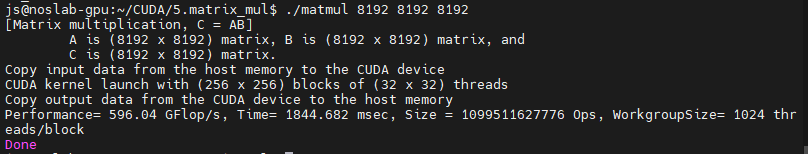 js@noslab-gpu:~/CUDA/5.matrix_mul$ ./matmul 8192 8192 8192
[Matrix multiplication, C = AB]
        A is (8192 x 8192) matrix, B is (8192 x 8192) matrix, and
        C is (8192 x 8192) matrix.
Copy input data from the host memory to the CUDA device
CUDA kernel launch with (256 x 256) blocks of (32 x 32) threads
Copy output data from the CUDA device to the host memory
Performance= 596.04 GFlop/s, Time= 1844.682 msec, Size = 1099511627776 Ops, WorkgroupSize= 1024 thr
eads/block
Done